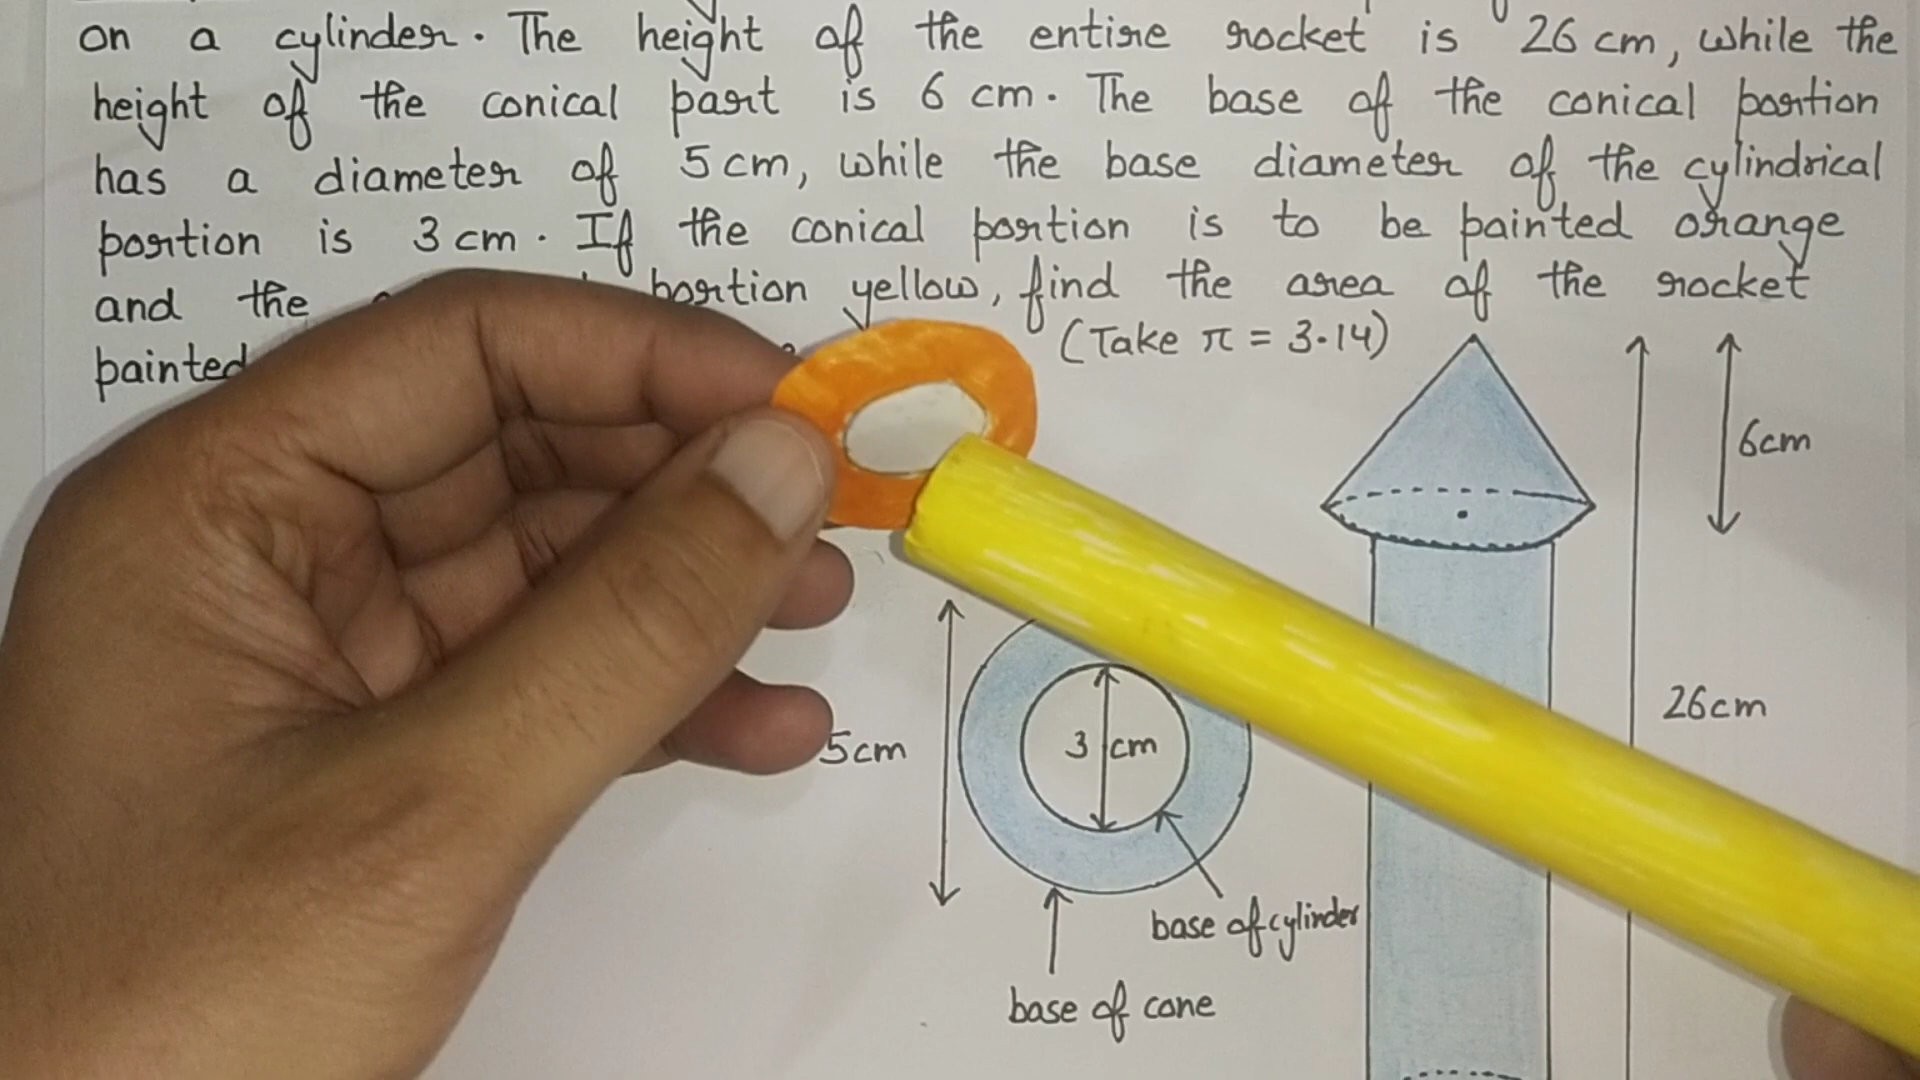 on a cylinder. The height of the entire rocket is 26 cm, while the
height of the conical part is 6 cm. The base of the conical portion
has a diameter of 5 cm, while the base diameter of the cylindrical
portion is 3 cm. If the conical portion is to be painted orange
and the portion yellow, find the area of the rocket
painted
(Take π = 3.14)
6cm
26cm
5cm
3 cm
base of cylinder
base of cone